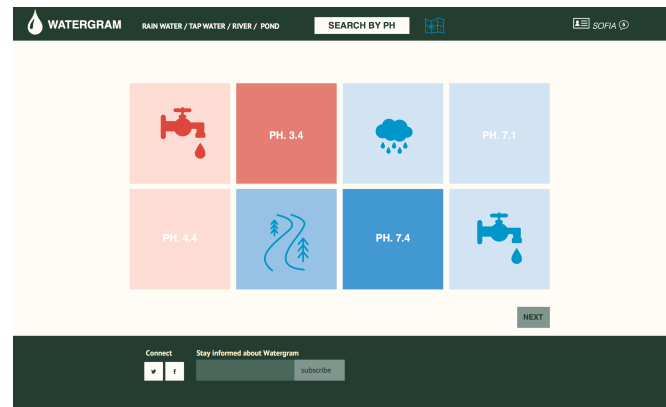 WATERGRAM
RAIN WATER / TAP WATER / RIVER / POND
SEARCH BY PH
SOFIA 5
PH. 3.4
PH. 7.1
PH. 4.4
PH. 7.4
NEXT
Connect
Stay informed about Watergram
f
subscribe